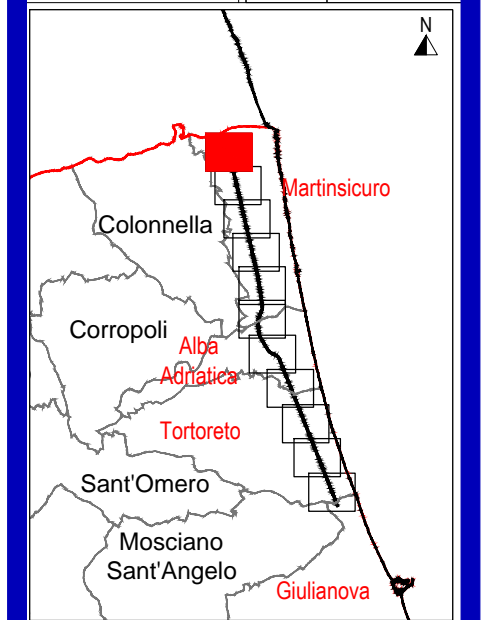 N
Martinsicuro
Colonnella
Corropoli
Alba
Adriatica
Tortoreto
Sant'Omero
Mosciano
Sant'Angelo
Giulianova